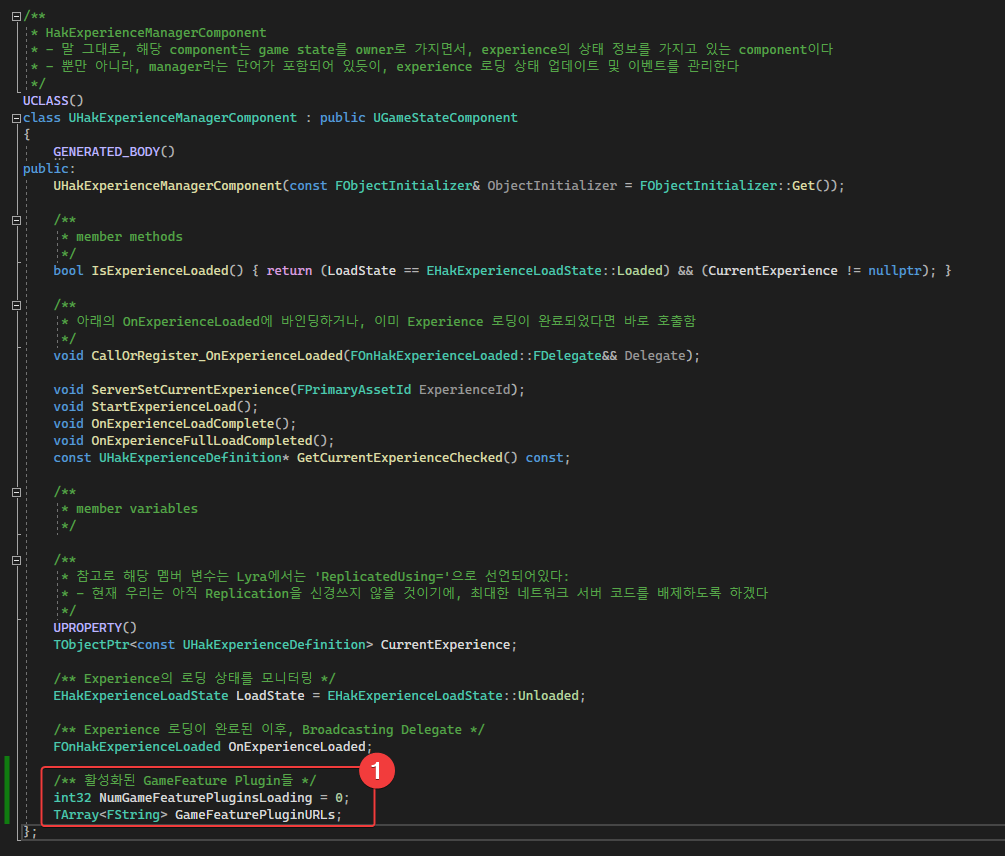 /**
 * HakExperienceManagerComponent
 * - 말 그대로, 해당 component는 game state를 owner로 가지면서, experience의 상태 정보를 가지고 있는 component이다
 * - 뿐만 아니라, manager라는 단어가 포함되어 있듯이, experience 로딩 상태 업데이트 및 이벤트를 관리한다
 */
UCLASS()
class UHakExperienceManagerComponent : public UGameStateComponent
{
    GENERATED_BODY()
public:
    UHakExperienceManagerComponent(const FObjectInitializer& ObjectInitializer = FObjectInitializer::Get());
    /**
     * member methods
     */
    bool IsExperienceLoaded() { return (LoadState == EHakExperienceLoadState::Loaded) && (CurrentExperience != nullptr); }
    /**
     * 아래의 OnExperienceLoaded에 바인딩하거나, 이미 Experience 로딩이 완료되었다면 바로 호출함
     */
    void CallOrRegister_OnExperienceLoaded(FOnHakExperienceLoaded::FDelegate&& Delegate);
    void ServerSetCurrentExperience(FPrimaryAssetId ExperienceId);
    void StartExperienceLoad();
    void OnExperienceLoadComplete();
    void OnExperienceFullLoadCompleted();
    const UHakExperienceDefinition* GetCurrentExperienceChecked() const;
    /**
     * member variables
     */
    /**
     * 참고로 해당 멤버 변수는 Lyra에서는 'ReplicatedUsing='으로 선언되어있다:
     * - 현재 우리는 아직 Replication을 신경쓰지 않을 것이기에, 최대한 네트워크 서버 코드를 배제하도록 하겠다
     */
    UPROPERTY()
    TObjectPtr<const UHakExperienceDefinition> CurrentExperience;
    /** Experience의 로딩 상태를 모니터링 */
    EHakExperienceLoadState LoadState = EHakExperienceLoadState::Unloaded;
    /** Experience 로딩이 완료된 이후, Broadcasting Delegate */
    FOnHakExperienceLoaded OnExperienceLoaded;
1
    /** 활성화된 GameFeature Plugin들 */
    int32 NumGameFeaturePluginsLoading = 0;
    TArray<FString> GameFeaturePluginURLs;
};